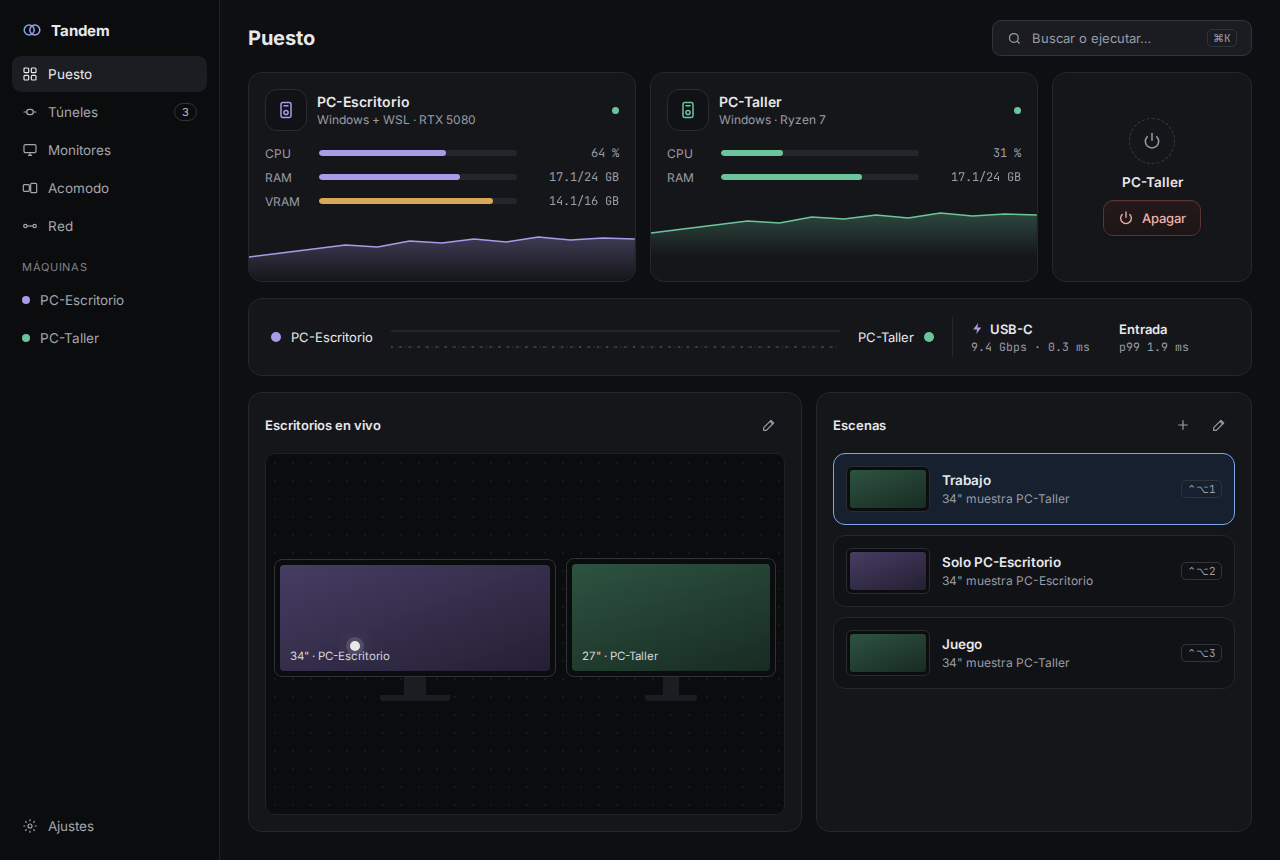 Tandem
Puesto
Túneles 3
Monitores
Acomodo
Red
MÁQUINAS
PC-Escritorio
PC-Taller
Ajustes
Puesto
Buscar o ejecutar... ⌘K
PC-Escritorio
Windows + WSL · RTX 5080
CPU 64 %
RAM 17.1/24 GB
VRAM 14.1/16 GB
PC-Taller
Windows · Ryzen 7
CPU 31 %
RAM 17.1/24 GB
PC-Taller
Apagar
PC-Escritorio
PC-Taller
USB-C
9.4 Gbps · 0.3 ms
Entrada
p99 1.9 ms
Escritorios en vivo
34" · PC-Escritorio
27" · PC-Taller
Escenas
Trabajo
34" muestra PC-Taller
⌃⌥1
Solo PC-Escritorio
34" muestra PC-Escritorio
⌃⌥2
Juego
34" muestra PC-Taller
⌃⌥3